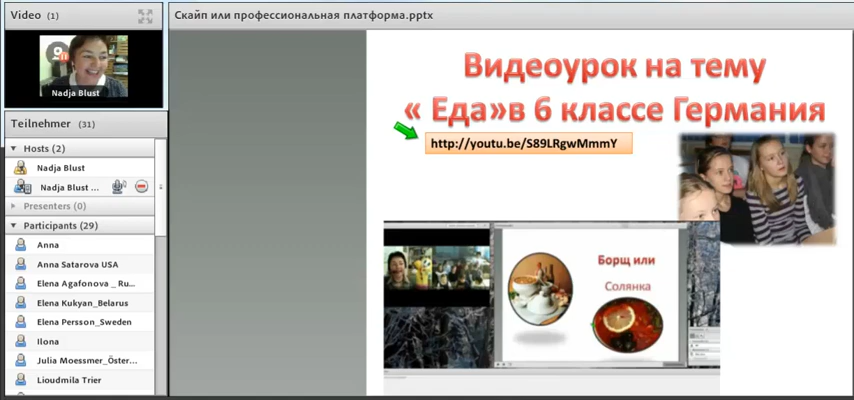 Video (1)
Nadja Blust
Teilnehmer (31)
Hosts (2)
Nadja Blust
Nadja Blust ...
Presenters (0)
Participants (29)
Anna
Anna Satarova USA
Elena Agafonova _ Ru...
Elena Kukyan_Belarus
Elena Persson_Sweden
Ilona
Julia Moessmer_Öster...
Lioudmila Trier
Скайп или профессиональная платформа.pptx
Видеоурок на тему
« Еда»в 6 классе Германия
http://youtu.be/S89LRgwMmmY
Борщ или
Солянка